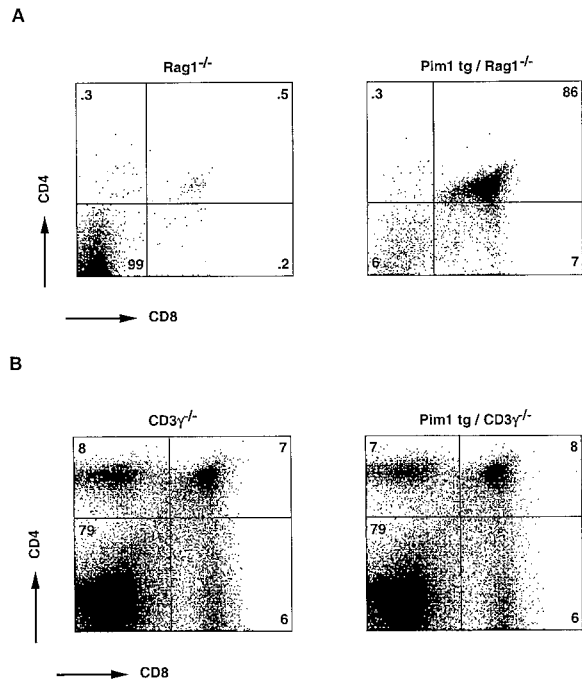 A
Rag1-/-
Pim1 tg / Rag1-/-
.3
.5
99
.2
.3
86
6
7
CD4
CD8
B
CD3γ-/-
Pim1 tg / CD3γ-/-
8
7
79
6
7
8
79
6
CD4
CD8